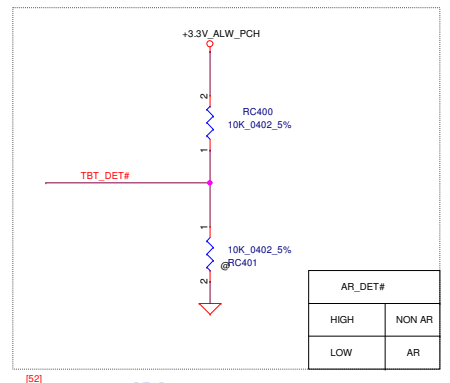 +3.3V_ALW_PCH
2
RC400
10K_0402_5%
1
TBT_DET#
1
10K_0402_5%
@RC401
2
AR_DET#
HIGH NON AR
LOW AR
[52]